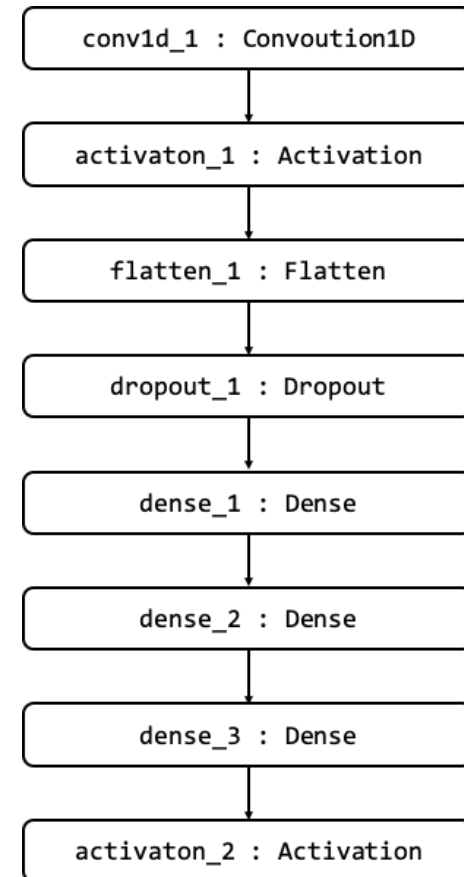 conv1d_1 : Convoution1D
activaton_1 : Activation
flatten_1 : Flatten
dropout_1 : Dropout
dense_1 : Dense
dense_2 : Dense
dense_3 : Dense
activaton_2 : Activation